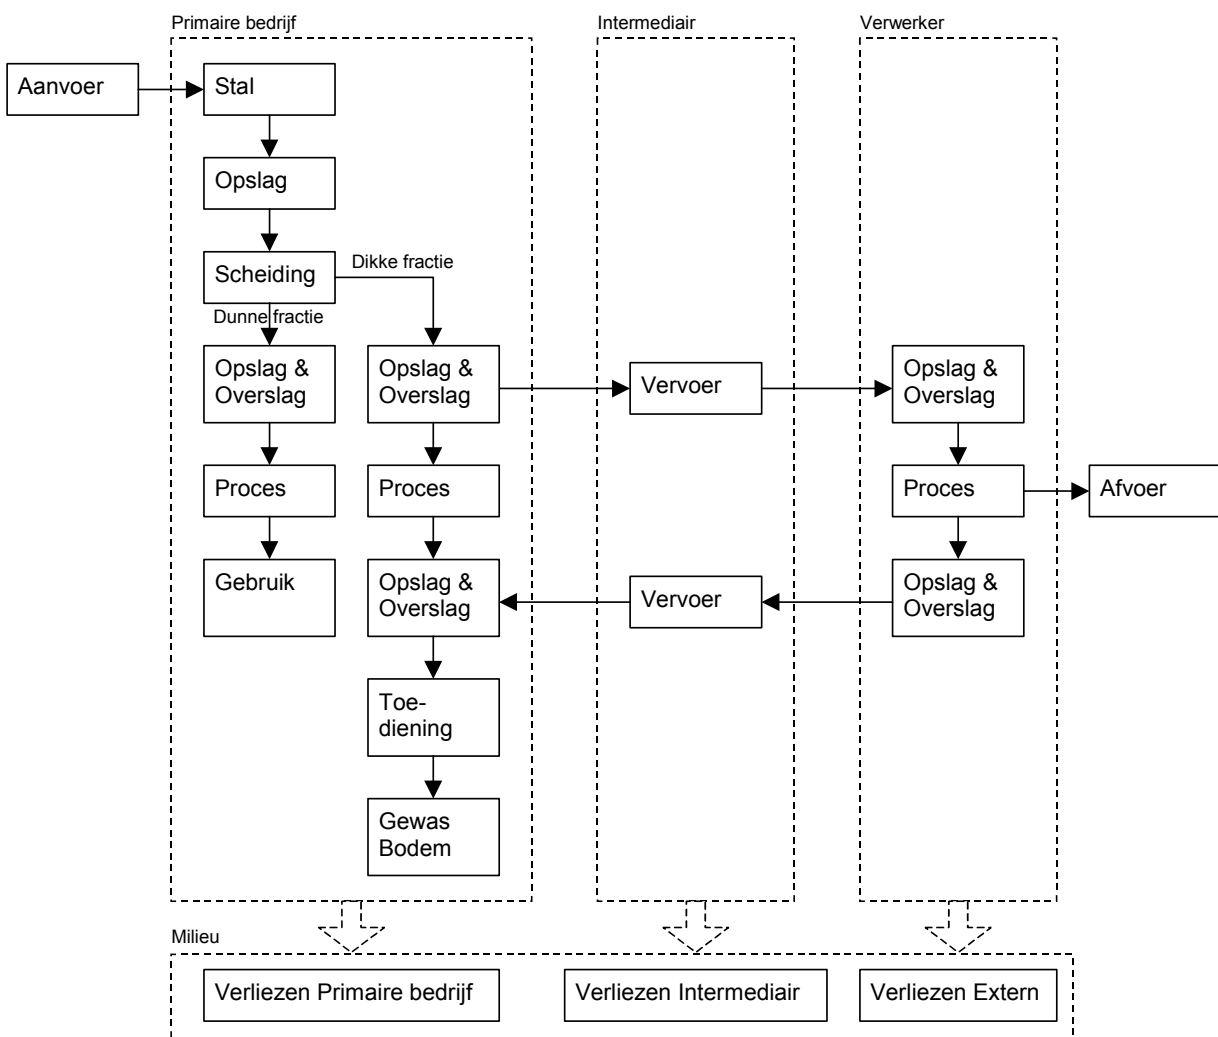 Primaire bedrijf
Intermediair
Verwerker
Aanvoer
Stal
Opslag
Scheiding
Dikke fractie
Dunne fractie
Opslag &
Overslag
Opslag &
Overslag
Vervoer
Opslag &
Overslag
Proces
Proces
Proces
Afvoer
Gebruik
Opslag &
Overslag
Vervoer
Opslag &
Overslag
Toe-
diening
Gewas
Bodem
Milieu
Verliezen Primaire bedrijf
Verliezen Intermediair
Verliezen Extern